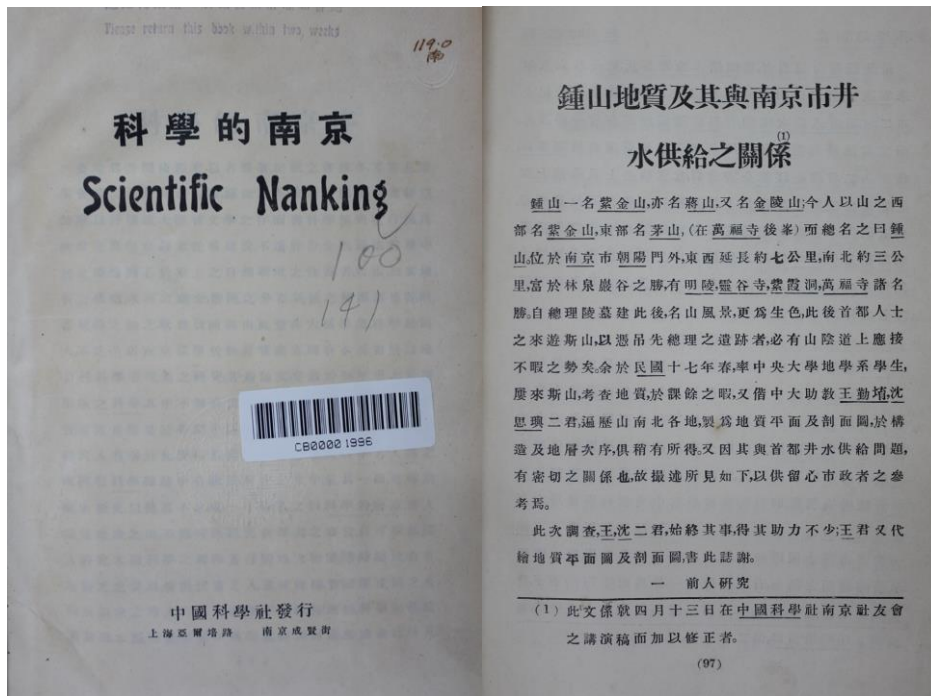 Please return this book within two weeks
119.0
南
科學的南京
Scientific Nanking
100
141
CB00001996
中國科學社發行
上海亞爾培路 南京成賢街
鍾山地質及其與南京市井
水供給之關係(1)
鍾山一名紫金山,亦名蔣山,又名金陵山;今人以山之西
部名紫金山,東部名茅山,(在萬福寺後峯)而總名之曰鍾
山。位於南京市朝陽門外,東西延長約七公里,南北約三公
里,富於林泉巖谷之勝,有明陵,靈谷寺,紫霞洞,萬福寺諸名
勝。自總理陵墓建此後,名山風景,更爲生色,此後首都人士
之來遊斯山,以憑吊先總理之遺跡者,必有山陰道上應接
不暇之勢矣。余於民國十七年春,率中央大學地學系學生,
屢來斯山,考查地質,於課餘之暇,又偕中大助教王勤堉,沈
思璵二君,遍歷山南北各地,製爲地質平面及剖面圖,於構
造及地層次序,俱稍有所得。又因其與首都井水供給問題,
有密切之關係也,故撮述所見如下,以供留心市政者之參
考焉。
此次調查,王,沈二君,始終其事,得其助力不少;王君又代
繪地質平面圖及剖面圖,書此誌謝。
一 前人研究
(1) 此文係就四月十三日在中國科學社南京社友會
之講演稿而加以修正者。
(97)